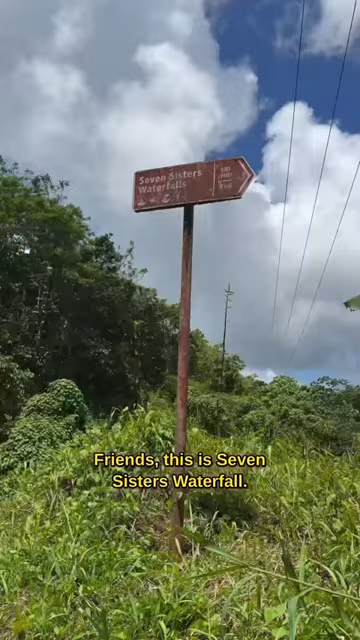 Seven Sisters
Waterfalls
Friends, this is Seven
Sisters Waterfall.